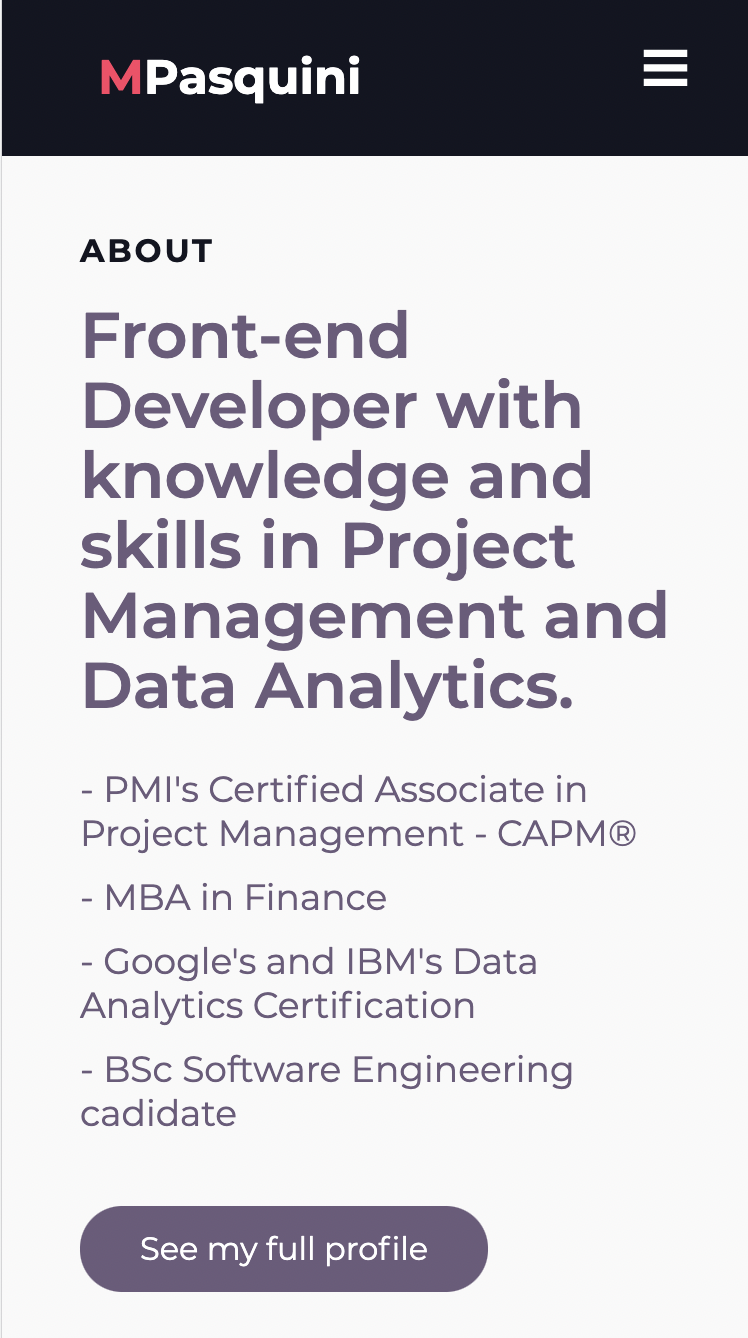 MPasquini
ABOUT
Front-end
Developer with
knowledge and
skills in Project
Management and
Data Analytics.
- PMI's Certified Associate in
Project Management - CAPM®
- MBA in Finance
- Google's and IBM's Data
Analytics Certification
- BSc Software Engineering
cadidate
See my full profile